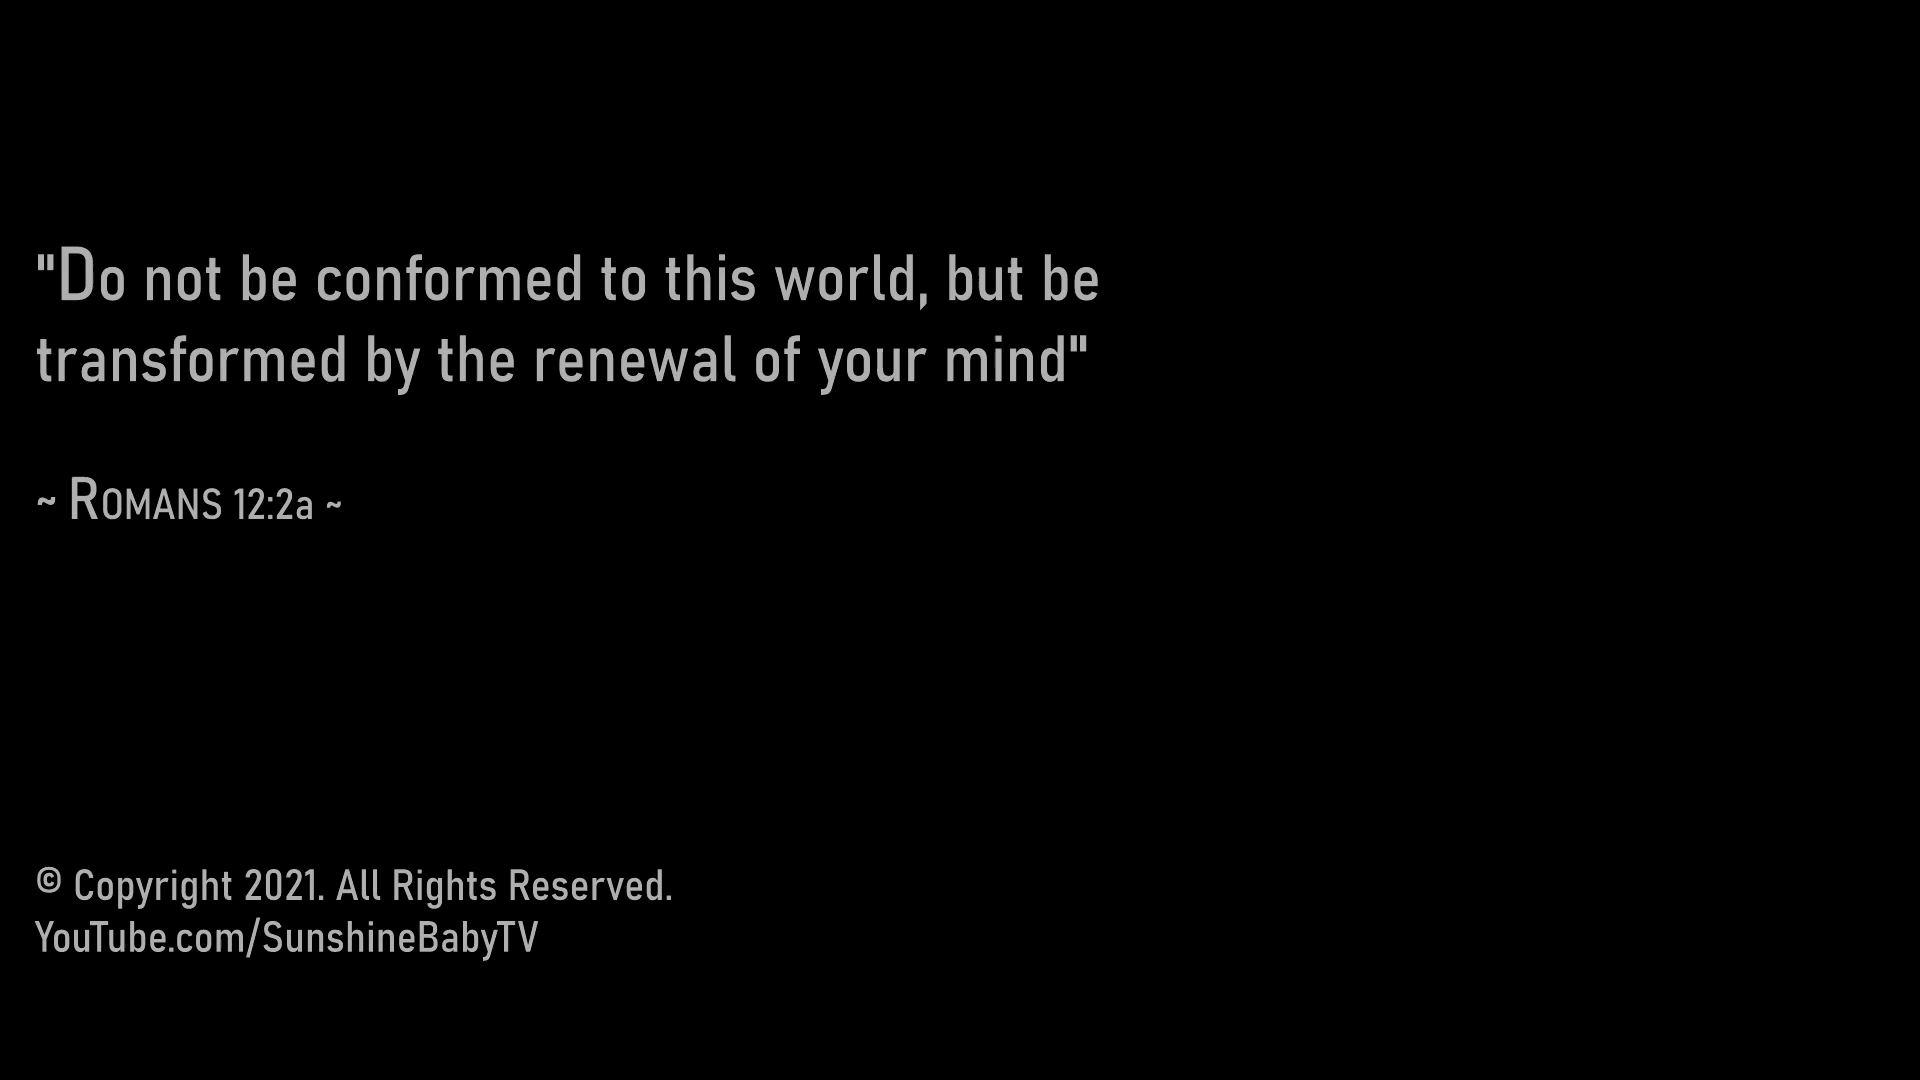 "Do not be conformed to this world, but be
transformed by the renewal of your mind"
~ ROMANS 12:2a ~
© Copyright 2021. All Rights Reserved.
YouTube.com/SunshineBabyTV